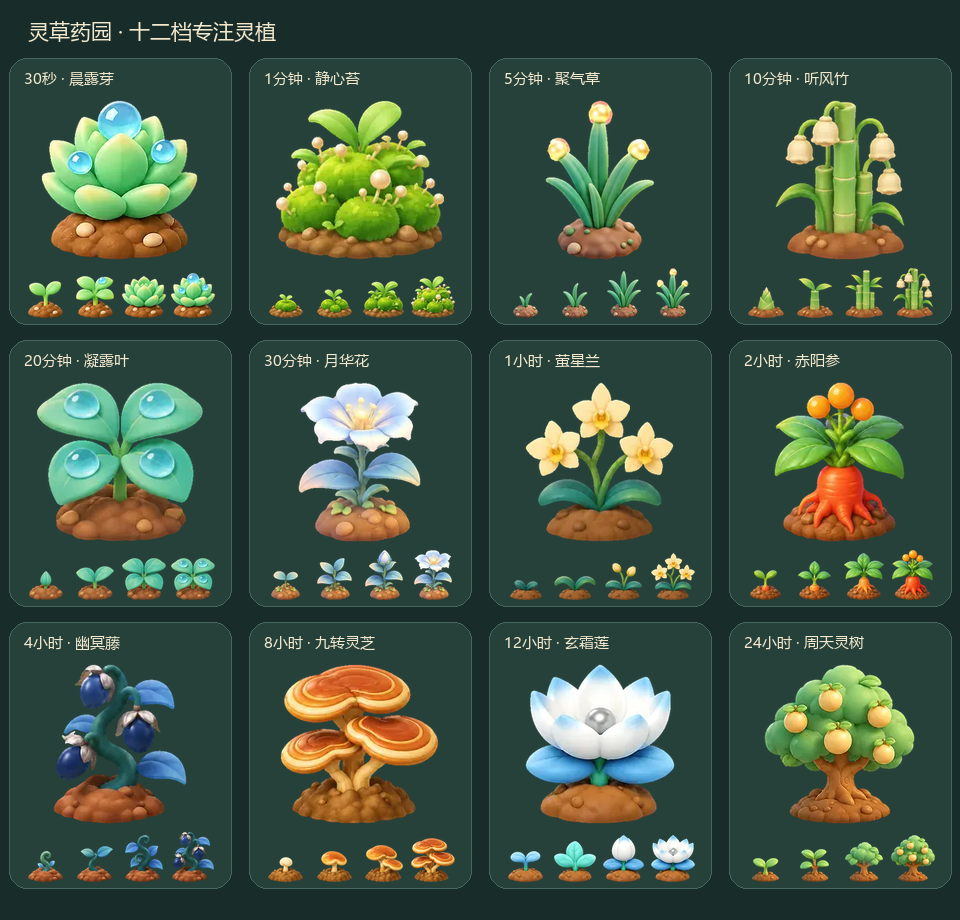 灵草药园 · 十二档专注灵植
30秒 · 晨露芽
1分钟 · 静心苔
5分钟 · 聚气草
10分钟 · 听风竹
20分钟 · 凝露叶
30分钟 · 月华花
1小时 · 萤星兰
2小时 · 赤阳参
4小时 · 幽冥藤
8小时 · 九转灵芝
12小时 · 玄霜莲
24小时 · 周天灵树